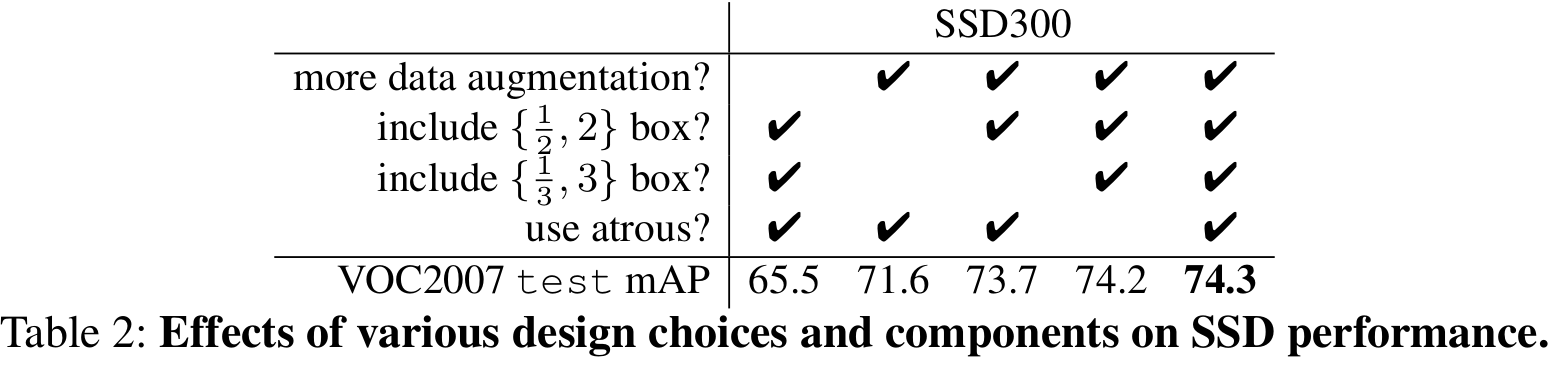 SSD300
more data augmentation? ✔ ✔ ✔ ✔
include {1/2, 2} box? ✔ ✔ ✔ ✔
include {1/3, 3} box? ✔ ✔ ✔
use atrous? ✔ ✔ ✔ ✔
VOC2007 test mAP 65.5 71.6 73.7 74.2 74.3
Table 2: Effects of various design choices and components on SSD performance.